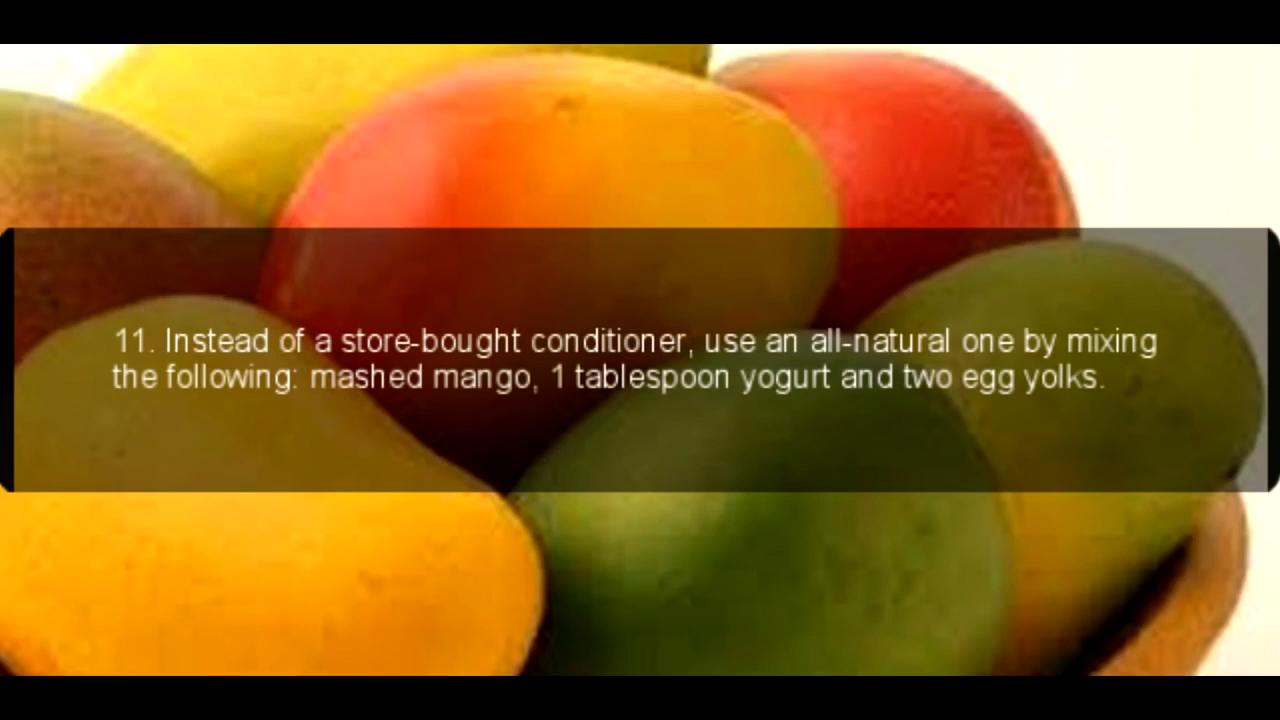 11. Instead of a store-bought conditioner, use an all-natural one by mixing
the following: mashed mango, 1 tablespoon yogurt and two egg yolks.